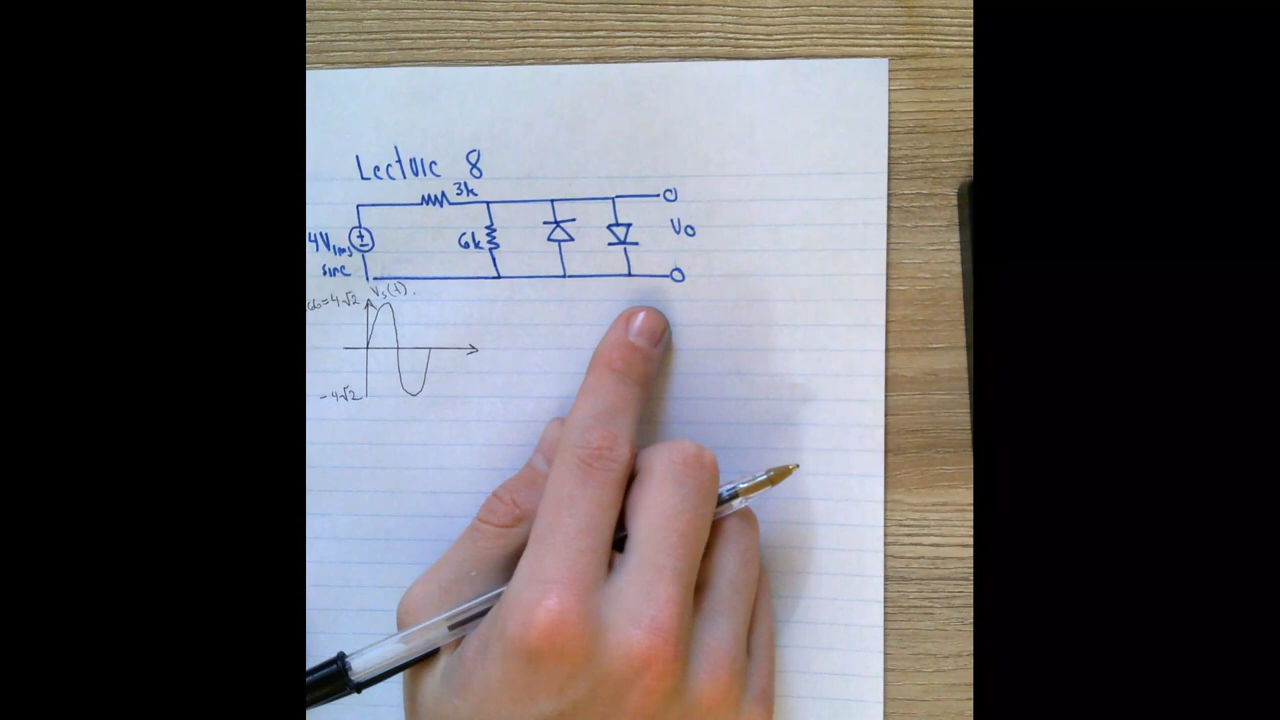 Lecture 8
3k
4Vrms 6k Vo
sine
Vs(t).
=4√2
-4√2